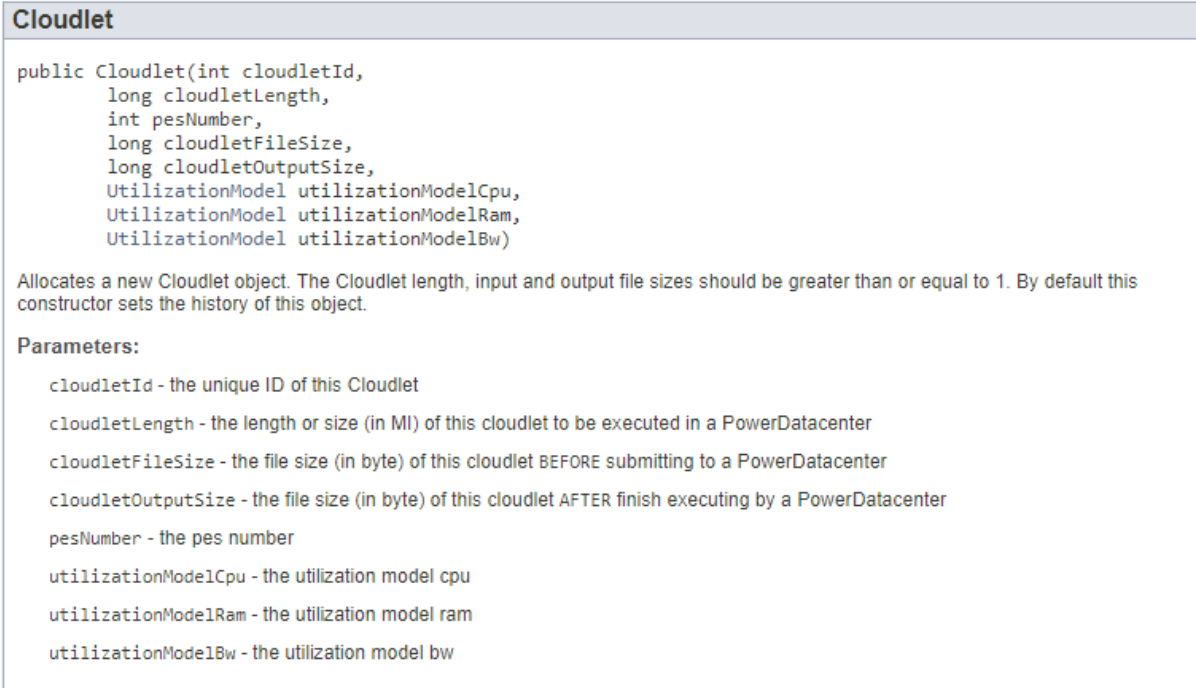 Cloudlet
public Cloudlet(int cloudletId,
long cloudletLength,
int pesNumber,
long cloudletFileSize,
long cloudletOutputSize,
UtilizationModel utilizationModelCpu,
UtilizationModel utilizationModelRam,
UtilizationModel utilizationModelBw)
Allocates a new Cloudlet object. The Cloudlet length, input and output file sizes should be greater than or equal to 1. By default this
constructor sets the history of this object.
Parameters:
cloudletId - the unique ID of this Cloudlet
cloudletLength - the length or size (in MI) of this cloudlet to be executed in a PowerDatacenter
cloudletFileSize - the file size (in byte) of this cloudlet BEFORE submitting to a PowerDatacenter
cloudletOutputSize - the file size (in byte) of this cloudlet AFTER finish executing by a PowerDatacenter
pesNumber - the pes number
utilizationModelCpu - the utilization model cpu
utilizationModelRam - the utilization model ram
utilizationModelBw - the utilization model bw